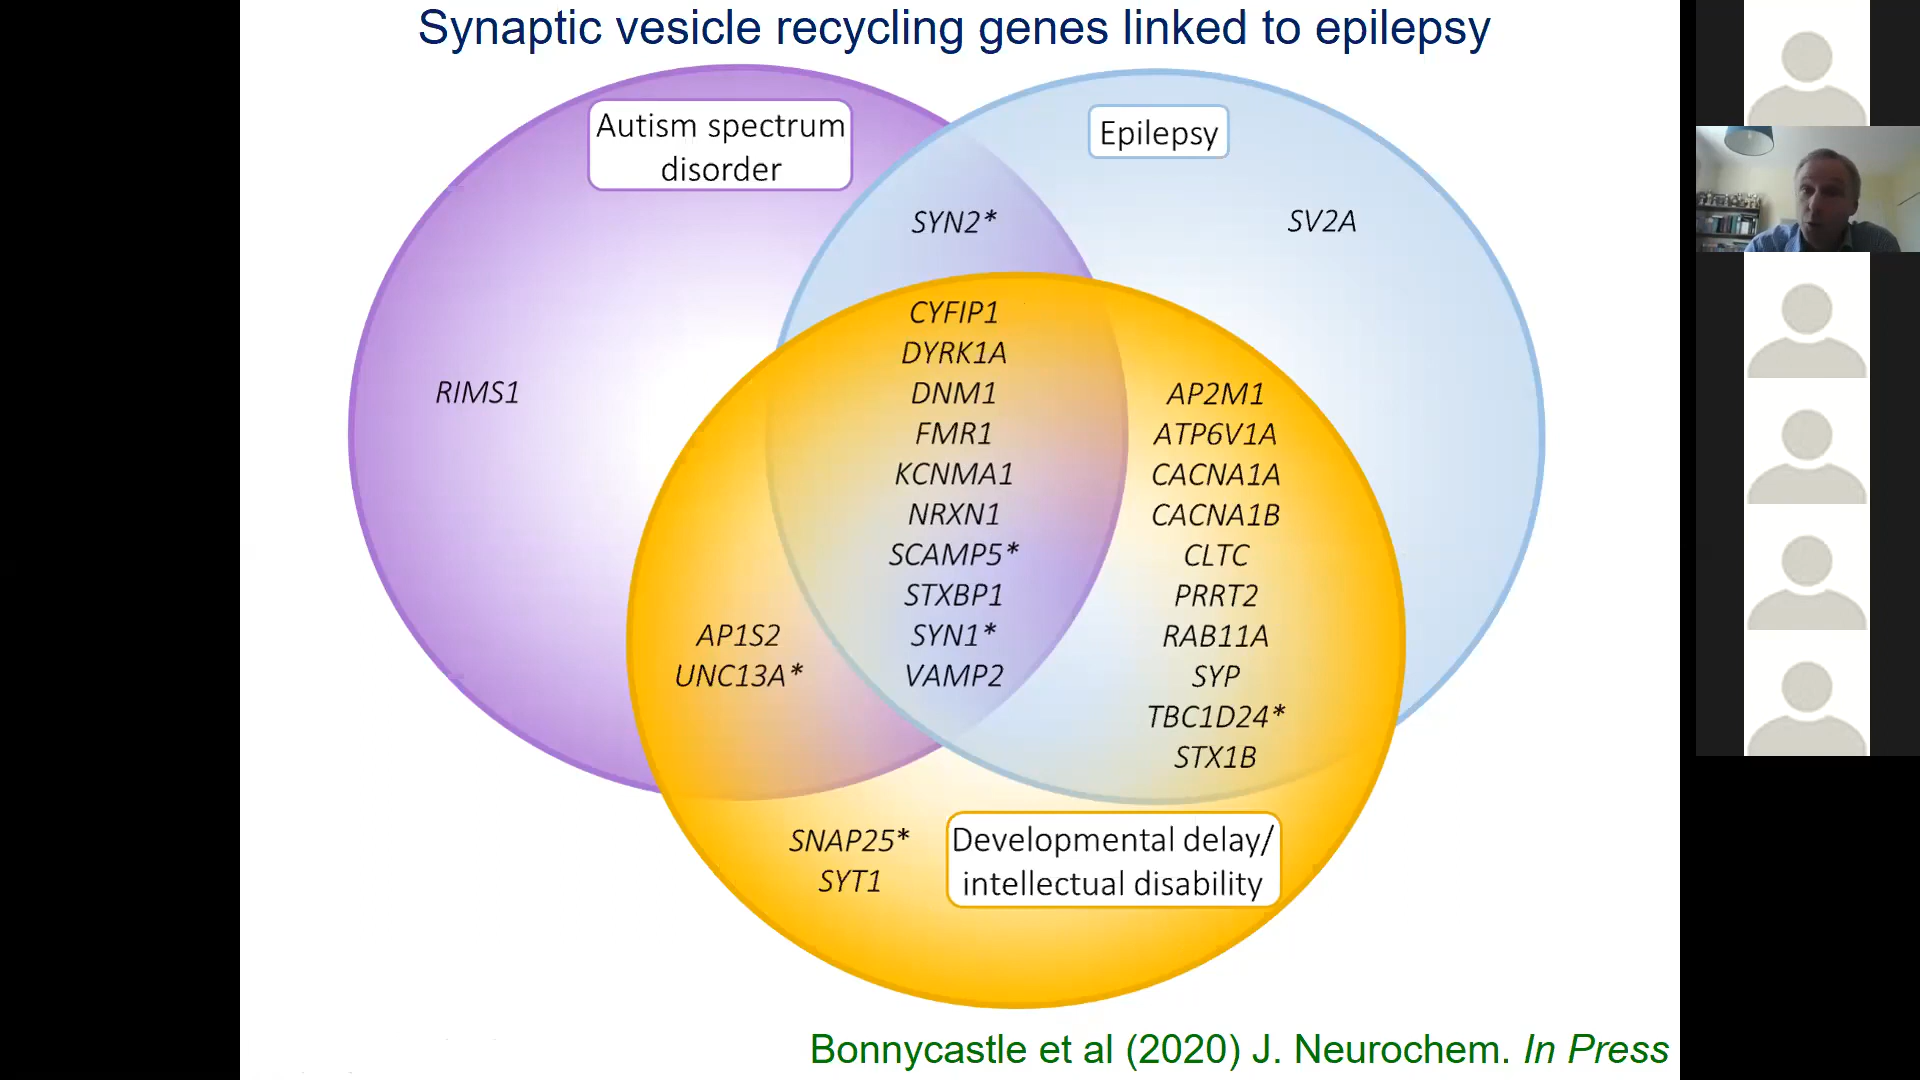 Synaptic vesicle recycling genes linked to epilepsy
Autism spectrum
disorder
Epilepsy
SYN2*
SV2A
RIMS1
CYFIP1
DYRK1A
DNM1
FMR1
KCNMA1
NRXN1
SCAMP5*
STXBP1
SYN1*
VAMP2
AP2M1
ATP6V1A
CACNA1A
CACNA1B
CLTC
PRRT2
RAB11A
SYP
TBC1D24*
STX1B
AP1S2
UNC13A*
SNAP25*
SYT1
Developmental delay/
intellectual disability
Bonnycastle et al (2020) J. Neurochem. In Press